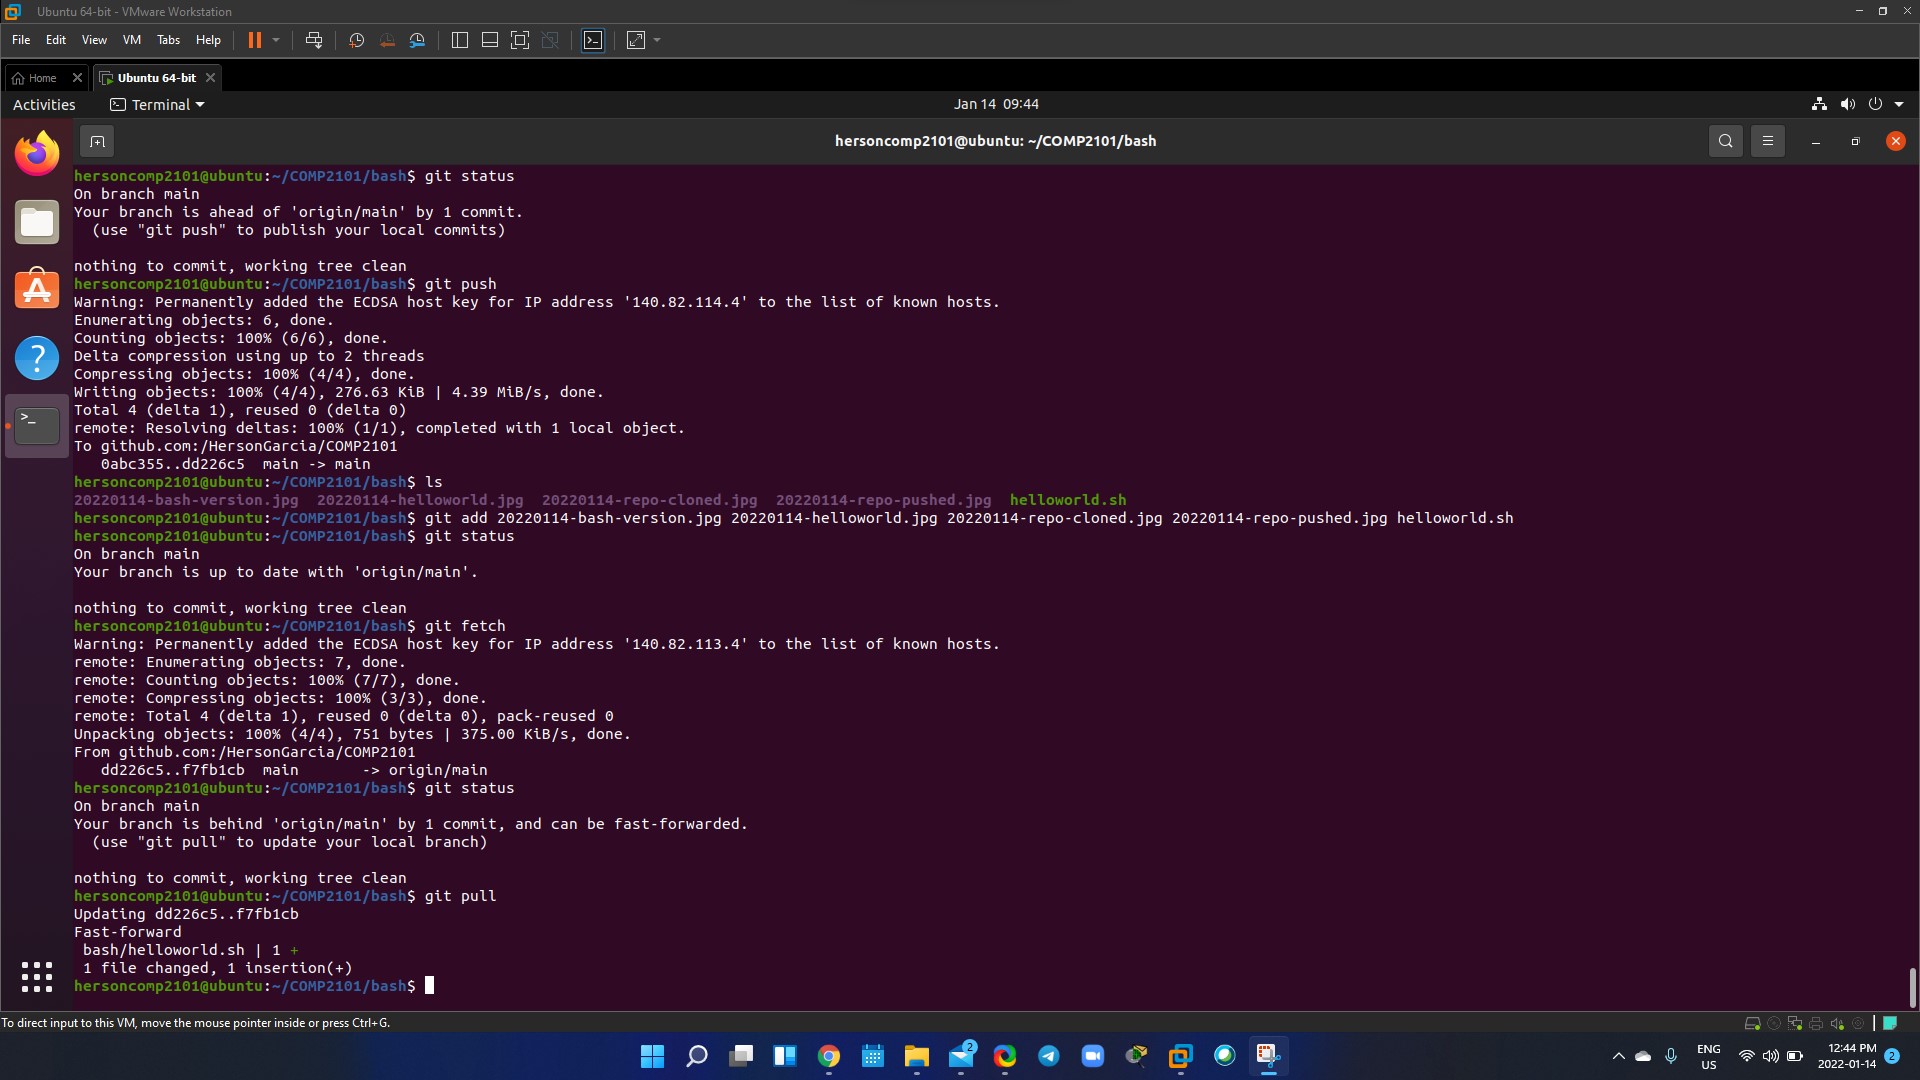 Ubuntu 64-bit - VMware Workstation
File Edit View VM Tabs Help
Home Ubuntu 64-bit
Activities Terminal Jan 14 09:44
hersoncomp2101@ubuntu: ~/COMP2101/bash
hersoncomp2101@ubuntu:~/COMP2101/bash$ git status
On branch main
Your branch is ahead of 'origin/main' by 1 commit.
  (use "git push" to publish your local commits)
nothing to commit, working tree clean
hersoncomp2101@ubuntu:~/COMP2101/bash$ git push
Warning: Permanently added the ECDSA host key for IP address '140.82.114.4' to the list of known hosts.
Enumerating objects: 6, done.
Counting objects: 100% (6/6), done.
Delta compression using up to 2 threads
Compressing objects: 100% (4/4), done.
Writing objects: 100% (4/4), 276.63 KiB | 4.39 MiB/s, done.
Total 4 (delta 1), reused 0 (delta 0)
remote: Resolving deltas: 100% (1/1), completed with 1 local object.
To github.com:/HersonGarcia/COMP2101
   0abc355..dd226c5  main -> main
hersoncomp2101@ubuntu:~/COMP2101/bash$ ls
20220114-bash-version.jpg  20220114-helloworld.jpg  20220114-repo-cloned.jpg  20220114-repo-pushed.jpg  helloworld.sh
hersoncomp2101@ubuntu:~/COMP2101/bash$ git add 20220114-bash-version.jpg 20220114-helloworld.jpg 20220114-repo-cloned.jpg 20220114-repo-pushed.jpg helloworld.sh
hersoncomp2101@ubuntu:~/COMP2101/bash$ git status
On branch main
Your branch is up to date with 'origin/main'.
nothing to commit, working tree clean
hersoncomp2101@ubuntu:~/COMP2101/bash$ git fetch
Warning: Permanently added the ECDSA host key for IP address '140.82.113.4' to the list of known hosts.
remote: Enumerating objects: 7, done.
remote: Counting objects: 100% (7/7), done.
remote: Compressing objects: 100% (3/3), done.
remote: Total 4 (delta 1), reused 0 (delta 0), pack-reused 0
Unpacking objects: 100% (4/4), 751 bytes | 375.00 KiB/s, done.
From github.com:/HersonGarcia/COMP2101
   dd226c5..f7fb1cb  main       -> origin/main
hersoncomp2101@ubuntu:~/COMP2101/bash$ git status
On branch main
Your branch is behind 'origin/main' by 1 commit, and can be fast-forwarded.
  (use "git pull" to update your local branch)
nothing to commit, working tree clean
hersoncomp2101@ubuntu:~/COMP2101/bash$ git pull
Updating dd226c5..f7fb1cb
Fast-forward
 bash/helloworld.sh | 1 +
 1 file changed, 1 insertion(+)
hersoncomp2101@ubuntu:~/COMP2101/bash$
To direct input to this VM, move the mouse pointer inside or press Ctrl+G.
2
ENG
US
12:44 PM
2022-01-14
2